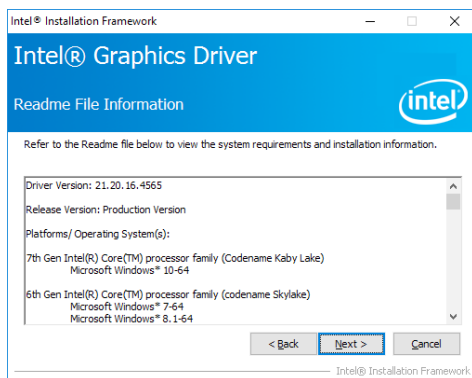 Intel® Installation Framework
Intel® Graphics Driver
Readme File Information
intel
Refer to the Readme file below to view the system requirements and installation information.
Driver Version: 21.20.16.4565
Release Version: Production Version
Platforms/ Operating System(s):
7th Gen Intel(R) Core(TM) processor family (Codename Kaby Lake)
Microsoft Windows* 10-64
6th Gen Intel(R) Core(TM) processor family (codename Skylake)
Microsoft Windows* 7-64
Microsoft Windows* 8.1-64
< Back
Next >
Cancel
Intel® Installation Framework